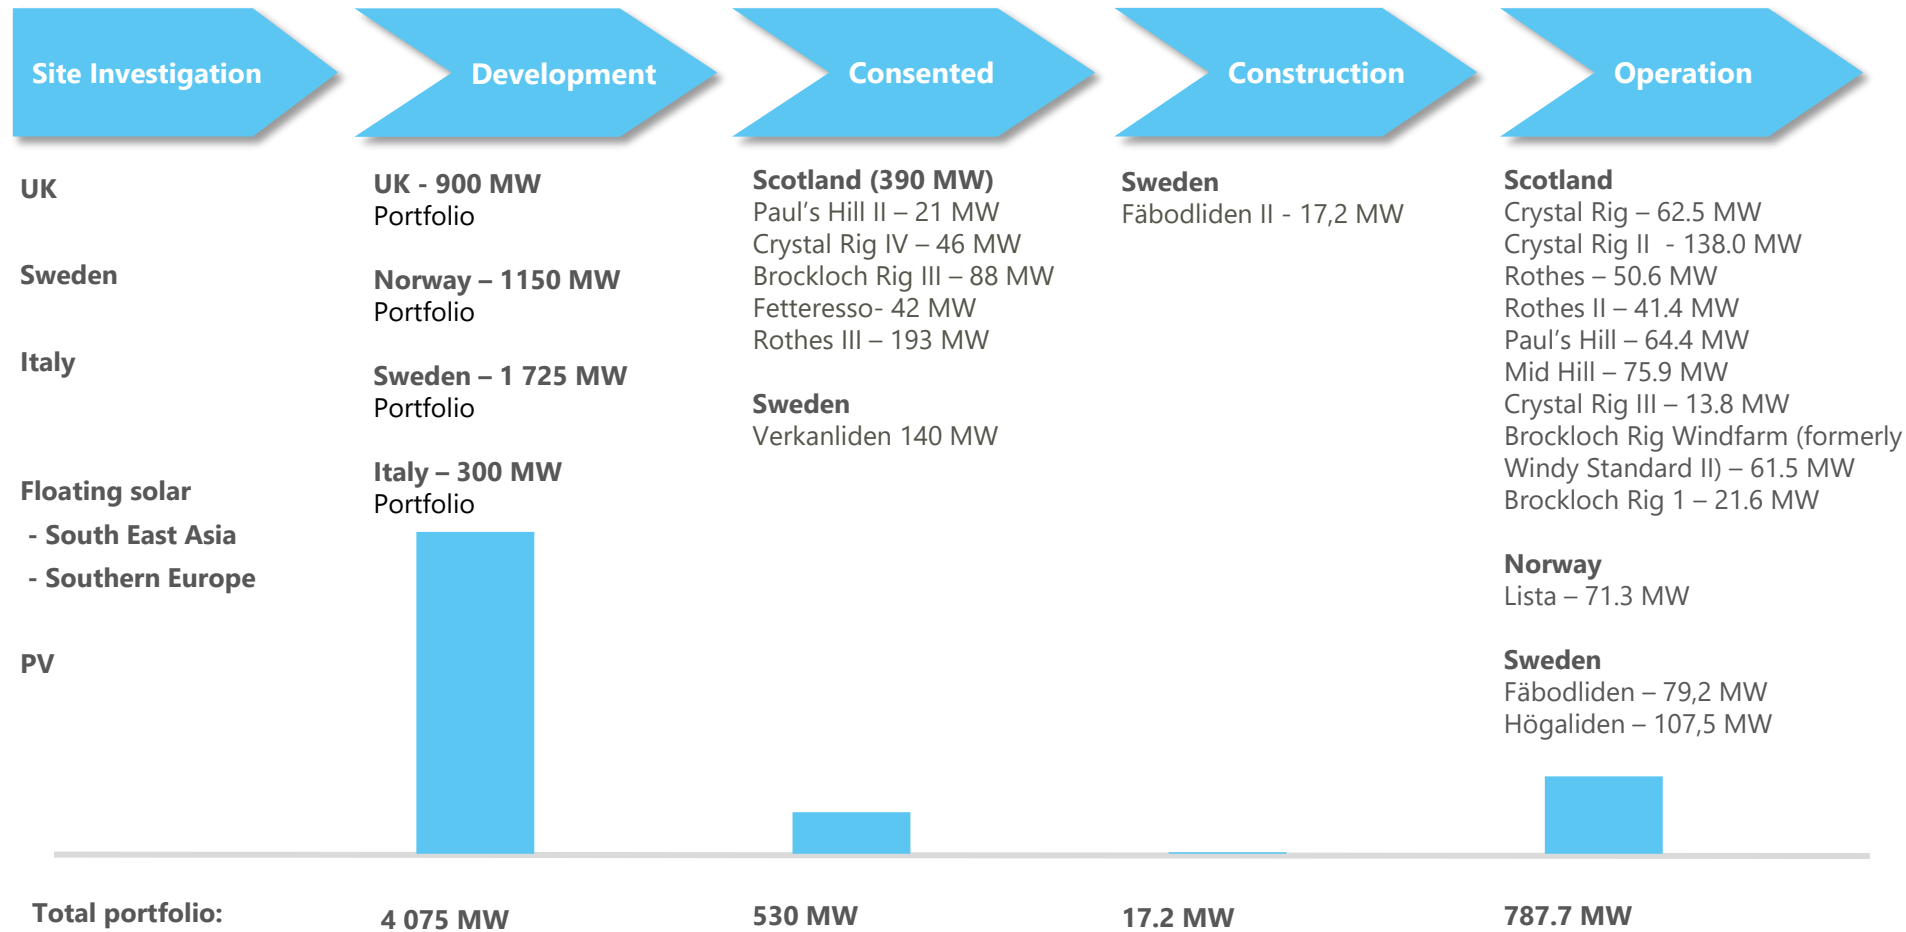 Site Investigation
Development
Consented
Construction
Operation
UK
Sweden
Italy
Floating solar
- South East Asia
- Southern Europe
PV
UK - 900 MW
Portfolio
Norway – 1150 MW
Portfolio
Sweden – 1 725 MW
Portfolio
Italy – 300 MW
Portfolio
Scotland (390 MW)
Paul’s Hill II – 21 MW
Crystal Rig IV – 46 MW
Brockloch Rig III – 88 MW
Fetteresso- 42 MW
Rothes III – 193 MW
Sweden
Verkanliden 140 MW
Sweden
Fäbodliden II - 17,2 MW
Scotland
Crystal Rig – 62.5 MW
Crystal Rig II - 138.0 MW
Rothes – 50.6 MW
Rothes II – 41.4 MW
Paul’s Hill – 64.4 MW
Mid Hill – 75.9 MW
Crystal Rig III – 13.8 MW
Brockloch Rig Windfarm (formerly
Windy Standard II) – 61.5 MW
Brockloch Rig 1 – 21.6 MW
Norway
Lista – 71.3 MW
Sweden
Fäbodliden – 79,2 MW
Högaliden – 107,5 MW
Total portfolio:
4 075 MW
530 MW
17.2 MW
787.7 MW